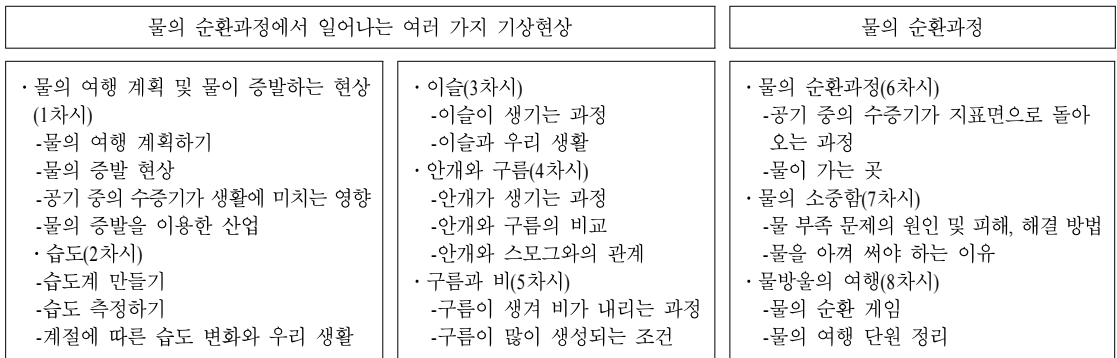 물의 순환과정에서 일어나는 여러 가지 기상현상
물의 순환과정
· 물의 여행 계획 및 물이 증발하는 현상
(1차시)
-물의 여행 계획하기
-물의 증발 현상
-공기 중의 수증기가 생활에 미치는 영향
-물의 증발을 이용한 산업
· 습도(2차시)
-습도계 만들기
-습도 측정하기
-계절에 따른 습도 변화와 우리 생활
· 이슬(3차시)
-이슬이 생기는 과정
-이슬과 우리 생활
· 안개와 구름(4차시)
-안개가 생기는 과정
-안개와 구름의 비교
-안개와 스모그와의 관계
· 구름과 비(5차시)
-구름이 생겨 비가 내리는 과정
-구름이 많이 생성되는 조건
· 물의 순환과정(6차시)
-공기 중의 수증기가 지표면으로 돌아
오는 과정
-물이 가는 곳
· 물의 소중함(7차시)
-물 부족 문제의 원인 및 피해, 해결 방법
-물을 아껴 써야 하는 이유
· 물방울의 여행(8차시)
-물의 순환 게임
-물의 여행 단원 정리